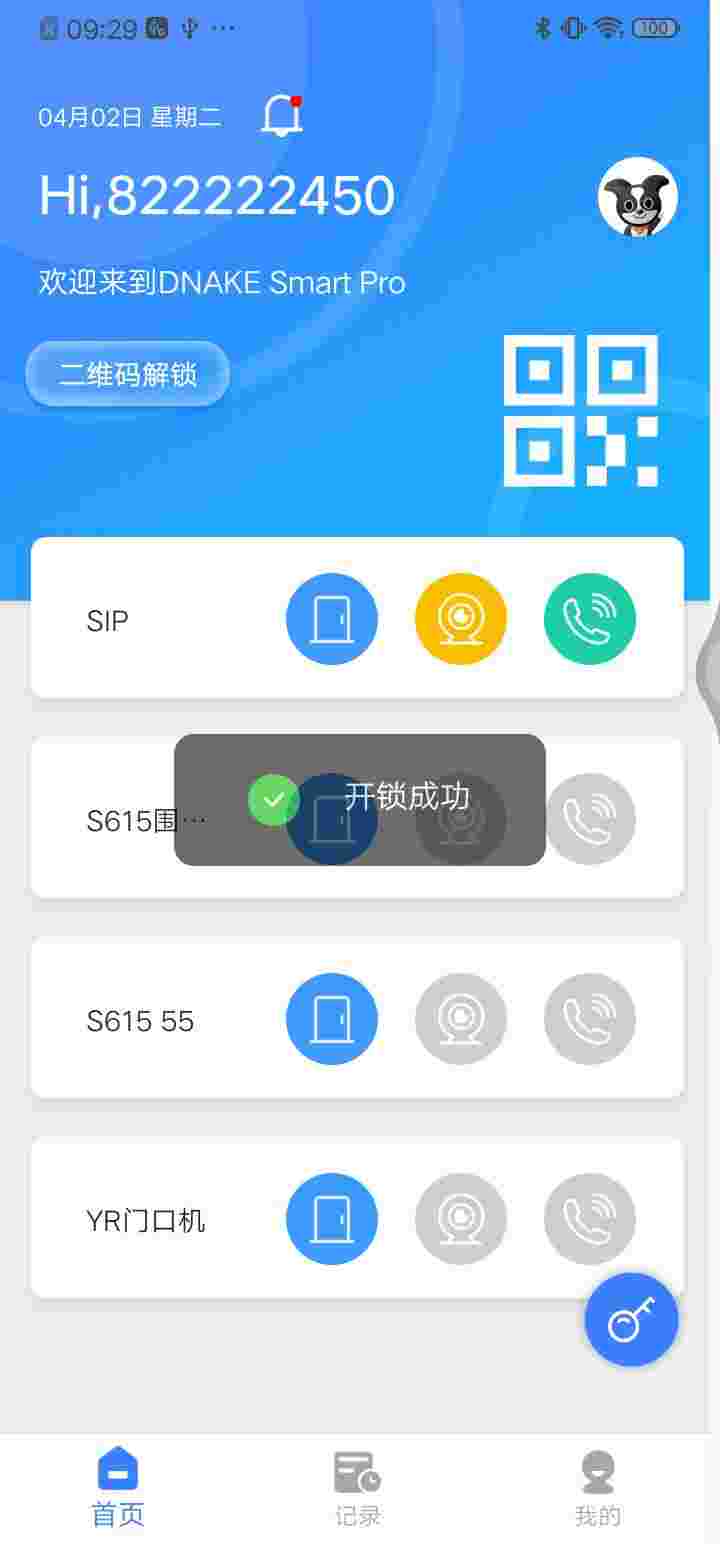 09:29
100
04月02日 星期二
Hi,822222450
欢迎来到DNAKE Smart Pro
二维码解锁
SIP
开锁成功
S615围…
S615 55
YR门口机
首页
记录
我的